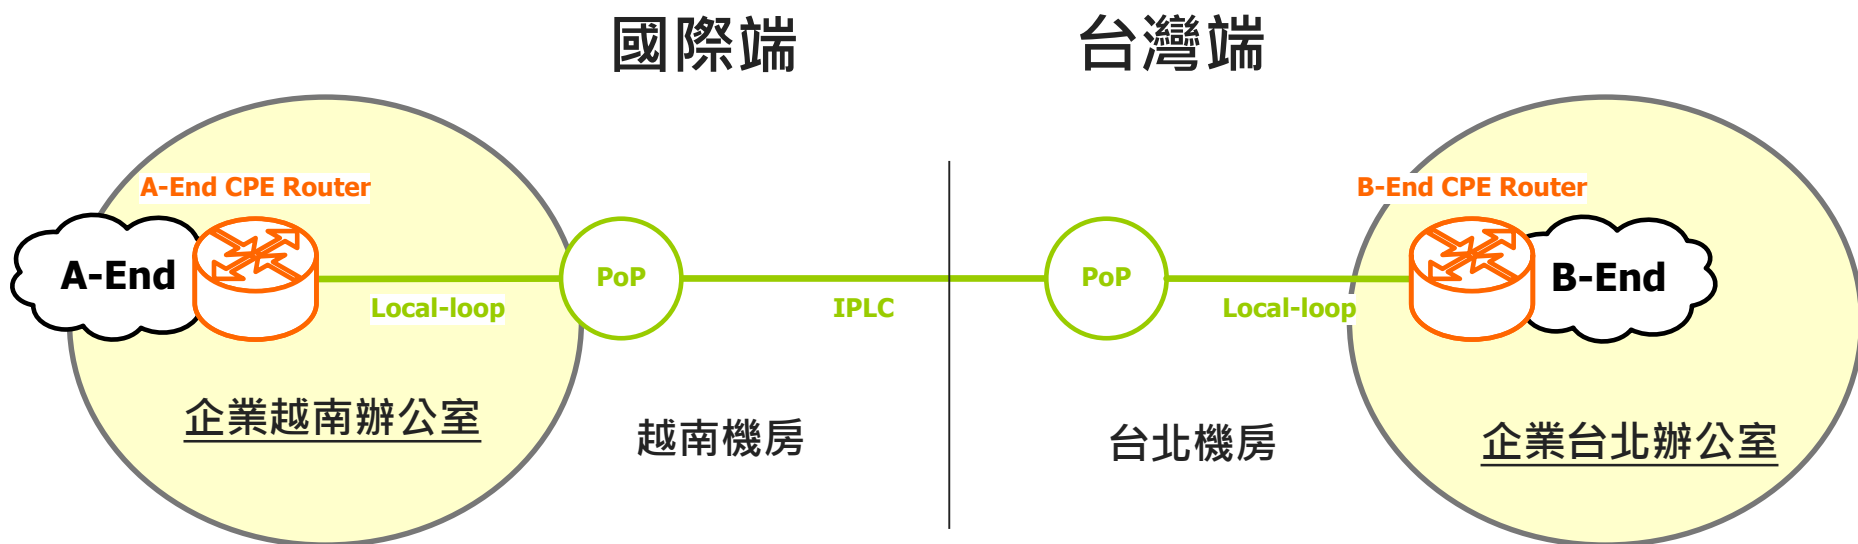 國際端
台灣端
A-End CPE Router
B-End CPE Router
A-End
PoP
PoP
B-End
Local-loop
IPLC
Local-loop
企業越南辦公室
越南機房
台北機房
企業台北辦公室